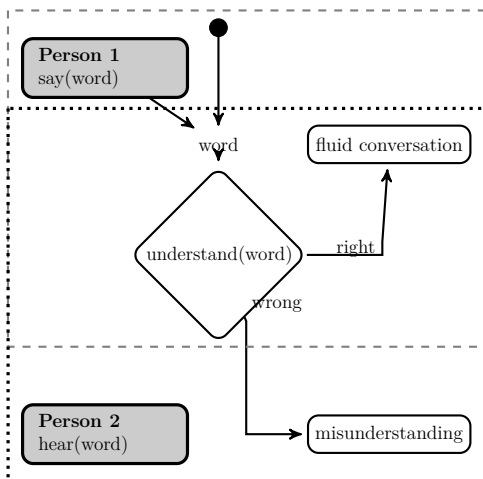 Person 1
say(word)
word
fluid conversation
understand(word)
right
wrong
Person 2
hear(word)
misunderstanding